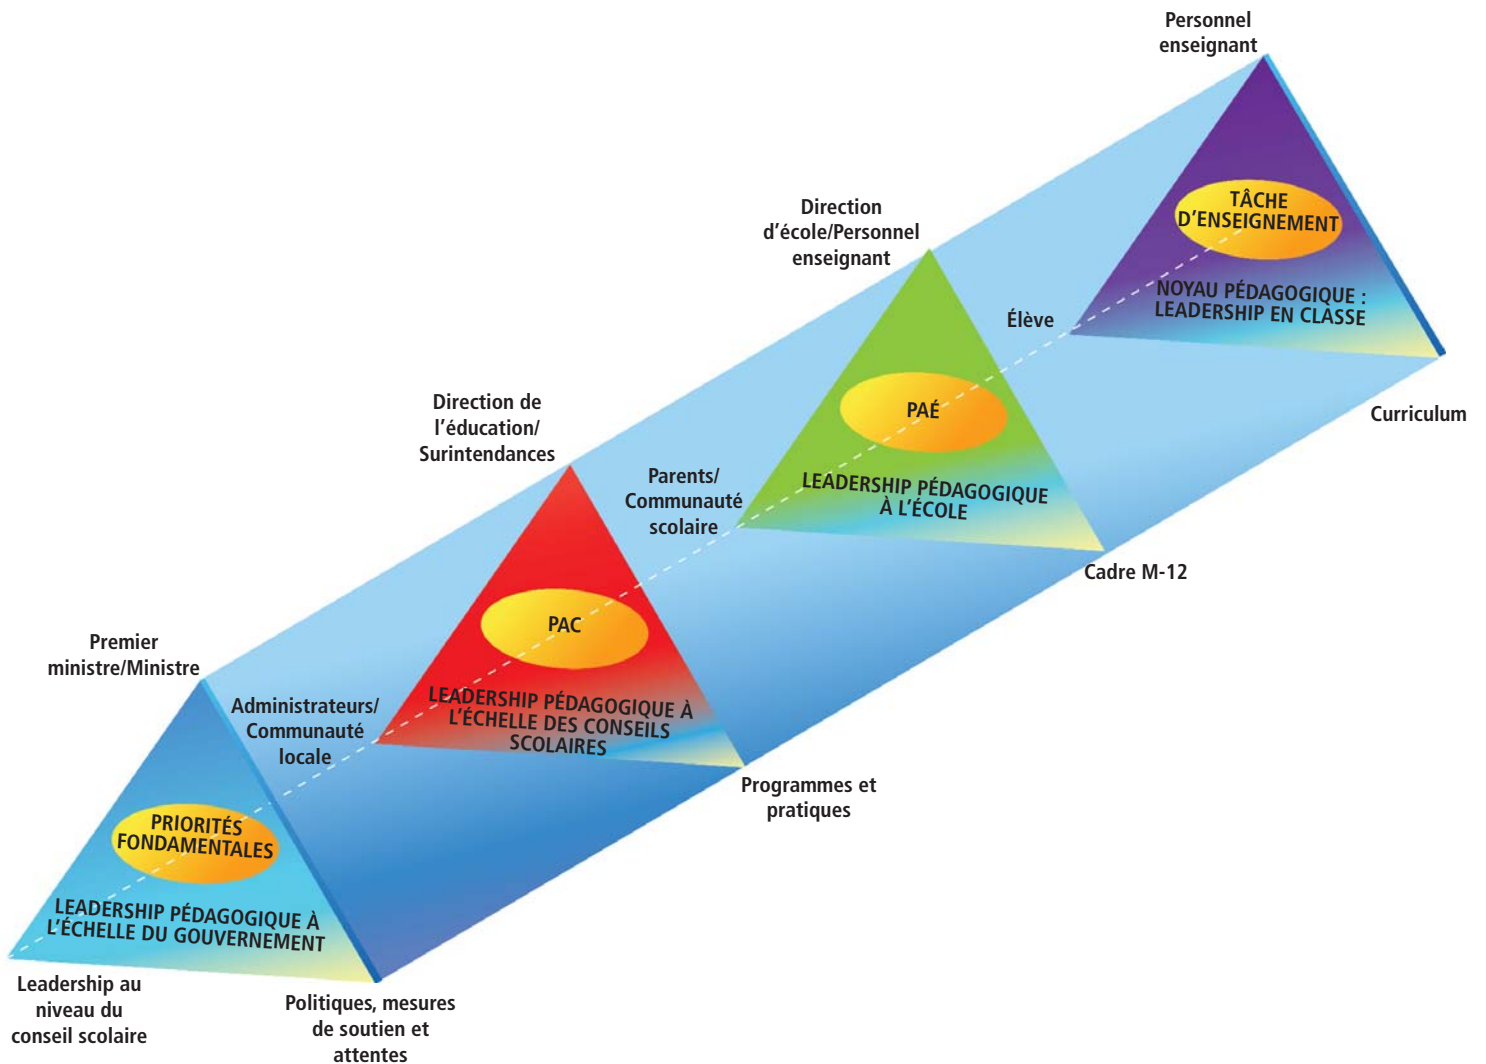 Personnel
enseignant
TÂCHE
D'ENSEIGNEMENT
NOYAU PÉDAGOGIQUE :
LEADERSHIP EN CLASSE
Élève
Curriculum
Direction
d'école/Personnel
enseignant
PAÉ
LEADERSHIP PÉDAGOGIQUE
À L'ÉCOLE
Parents/
Communauté
scolaire
Cadre M-12
Direction de
l'éducation/
Surintendances
PAC
LEADERSHIP PÉDAGOGIQUE À
L'ÉCHELLE DES CONSEILS
SCOLAIRES
Administrateurs/
Communauté
locale
Programmes et
pratiques
Premier
ministre/Ministre
PRIORITÉS
FONDAMENTALES
LEADERSHIP PÉDAGOGIQUE À
L'ÉCHELLE DU GOUVERNEMENT
Leadership au
niveau du
conseil scolaire
Politiques, mesures
de soutien et
attentes